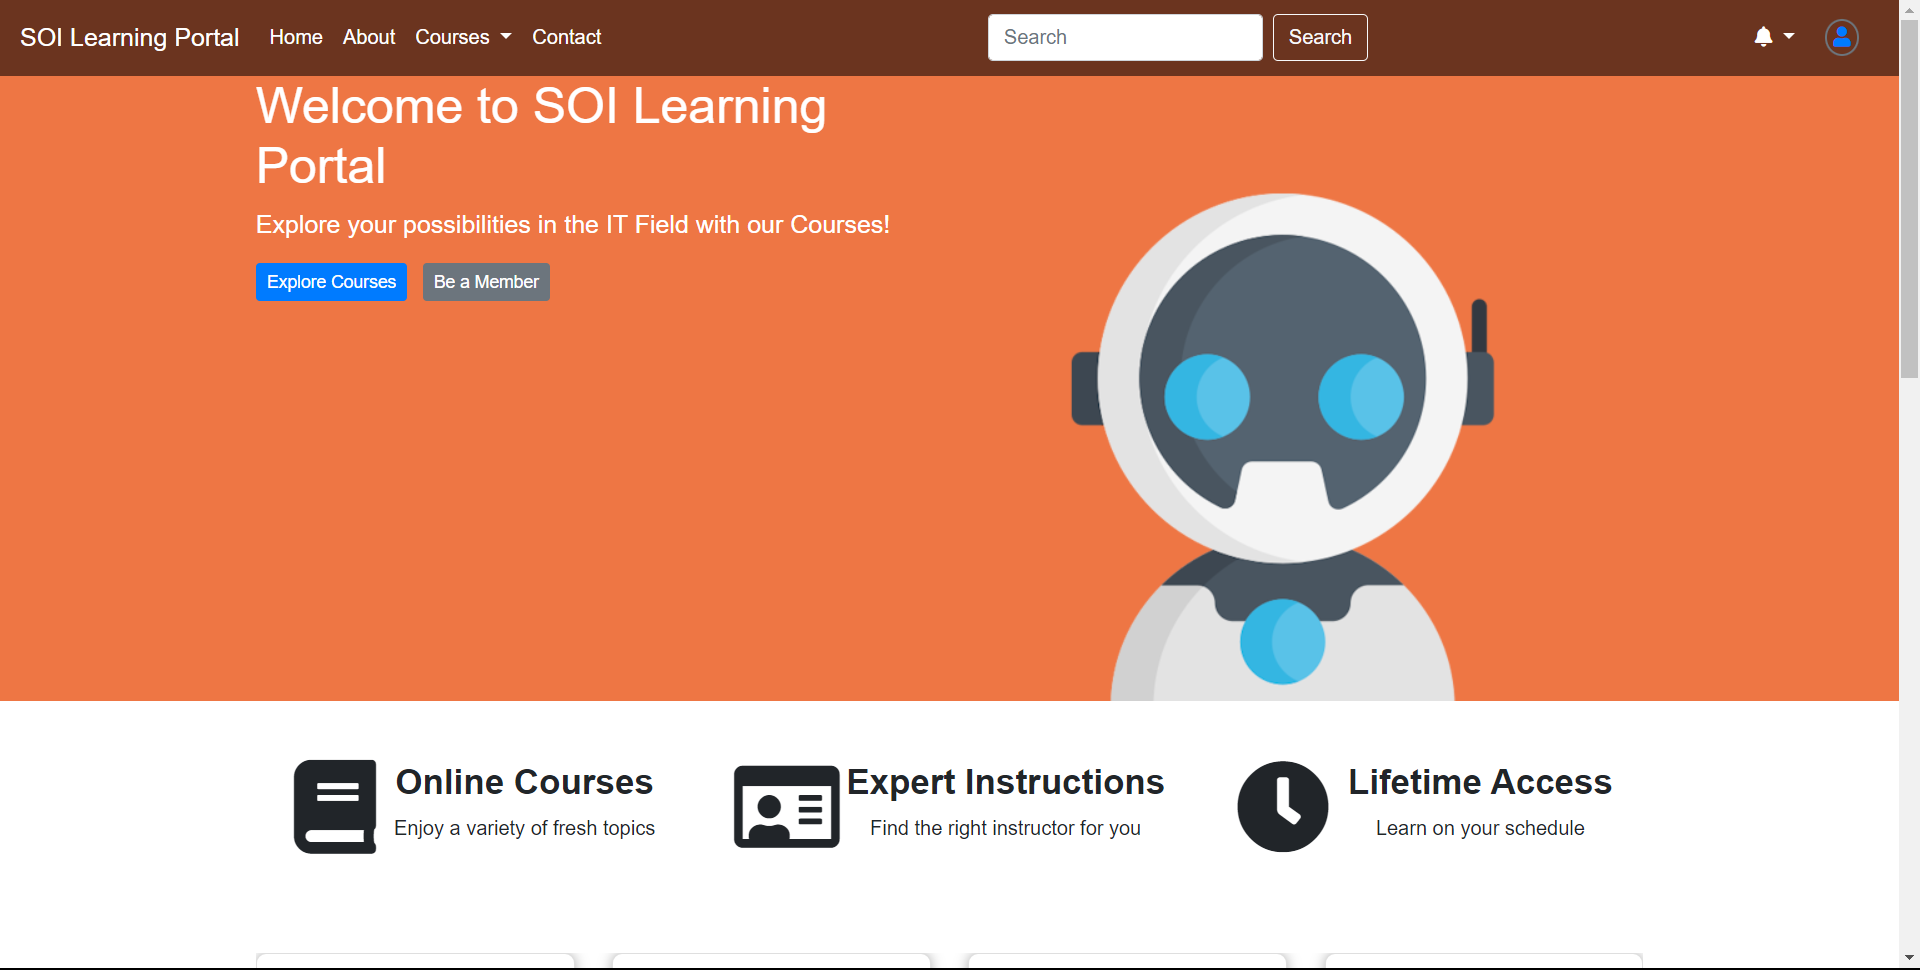 SOI Learning Portal Home About Courses Contact Search Search
Welcome to SOI Learning
Portal
Explore your possibilities in the IT Field with our Courses!
Explore Courses Be a Member
Online Courses
Enjoy a variety of fresh topics
Expert Instructions
Find the right instructor for you
Lifetime Access
Learn on your schedule